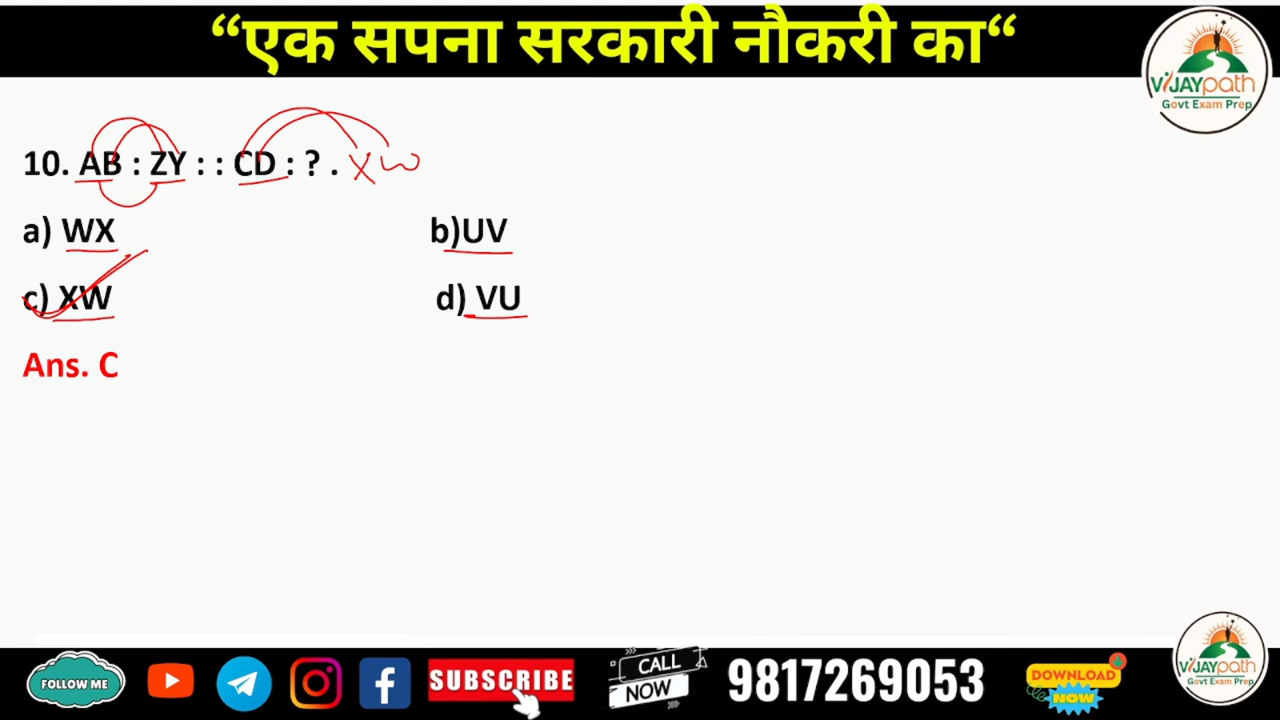 “एक सपना सरकारी नौकरी का“
ViJAYpath
Govt Exam Prep
10. AB : ZY : : CD : ? . XW
a) WX
b)UV
c) XW
d) VU
Ans. C
FOLLOW ME
SUBSCRIBE
CALL
NOW
9817269053
DOWNLOAD
NOW
ViJAYpath
Govt Exam Prep